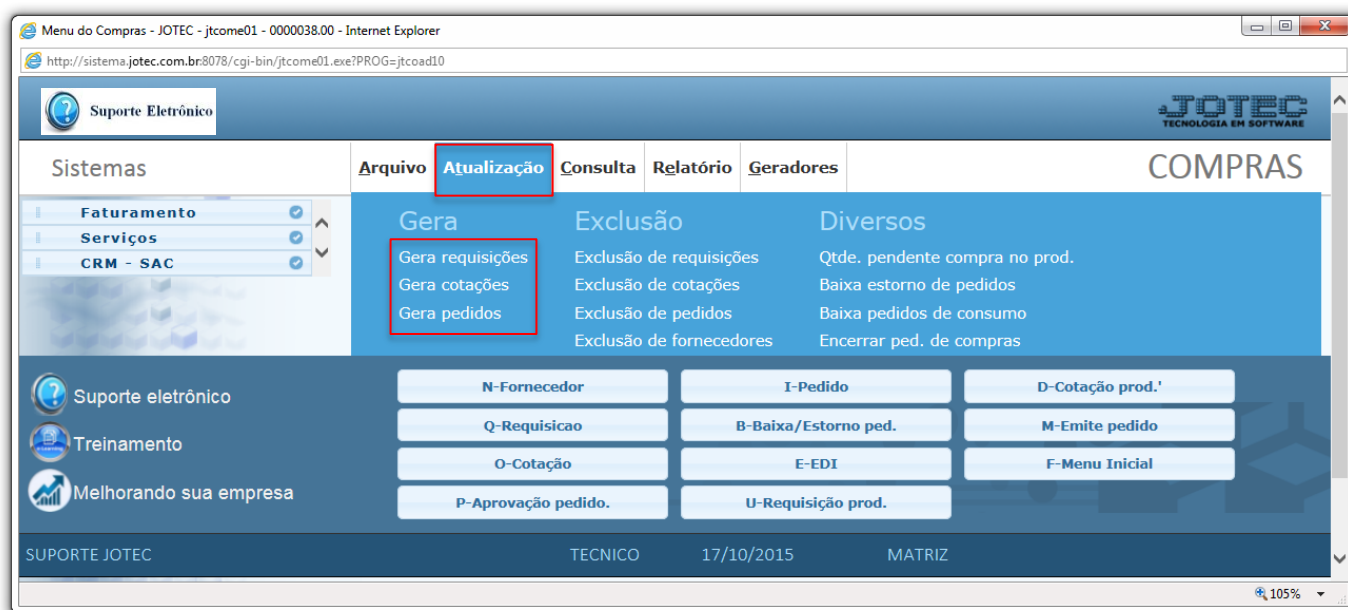 Menu do Compras - JOTEC - jtcome01 - 0000038.00 - Internet Explorer
http://sistema.jotec.com.br:8078/cgi-bin/jtcome01.exe?PROG=jtcoad10
Suporte Eletrônico
JOTEC
TECNOLOGIA EM SOFTWARE
Sistemas
Arquivo Atualização Consulta Relatório Geradores
COMPRAS
Faturamento
Serviços
CRM - SAC
Gera Exclusão Diversos
Gera requisições Exclusão de requisições Qtde. pendente compra no prod.
Gera cotações Exclusão de cotações Baixa estorno de pedidos
Gera pedidos Exclusão de pedidos Baixa pedidos de consumo
Exclusão de fornecedores Encerrar ped. de compras
Suporte eletrônico
Treinamento
Melhorando sua empresa
N-Fornecedor I-Pedido D-Cotação prod.'
Q-Requisicao B-Baixa/Estorno ped. M-Emite pedido
O-Cotação E-EDI F-Menu Inicial
P-Aprovação pedido. U-Requisição prod.
SUPORTE JOTEC TECNICO 17/10/2015 MATRIZ
105%